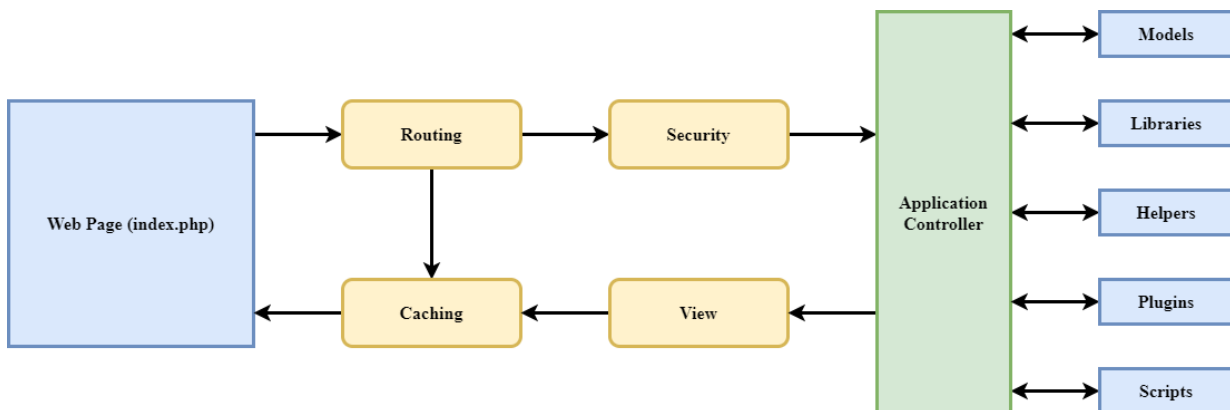 Models
Routing
Security
Libraries
Web Page (index.php)
Application
Controller
Helpers
Caching
View
Plugins
Scripts